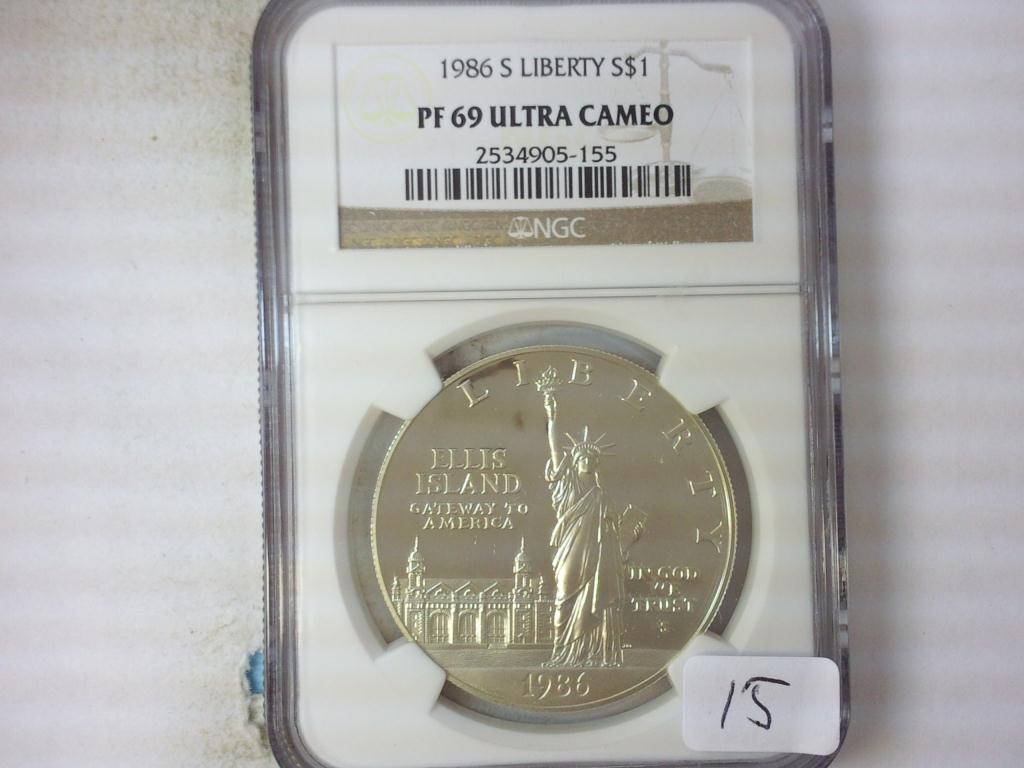 1986 S LIBERTY S$1
PF 69 ULTRA CAMEO
2534905-155
NGC
LIBERTY
ELLIS
ISLAND
GATEWAY TO
AMERICA
IN GOD
WE
TRUST
S
1986
15